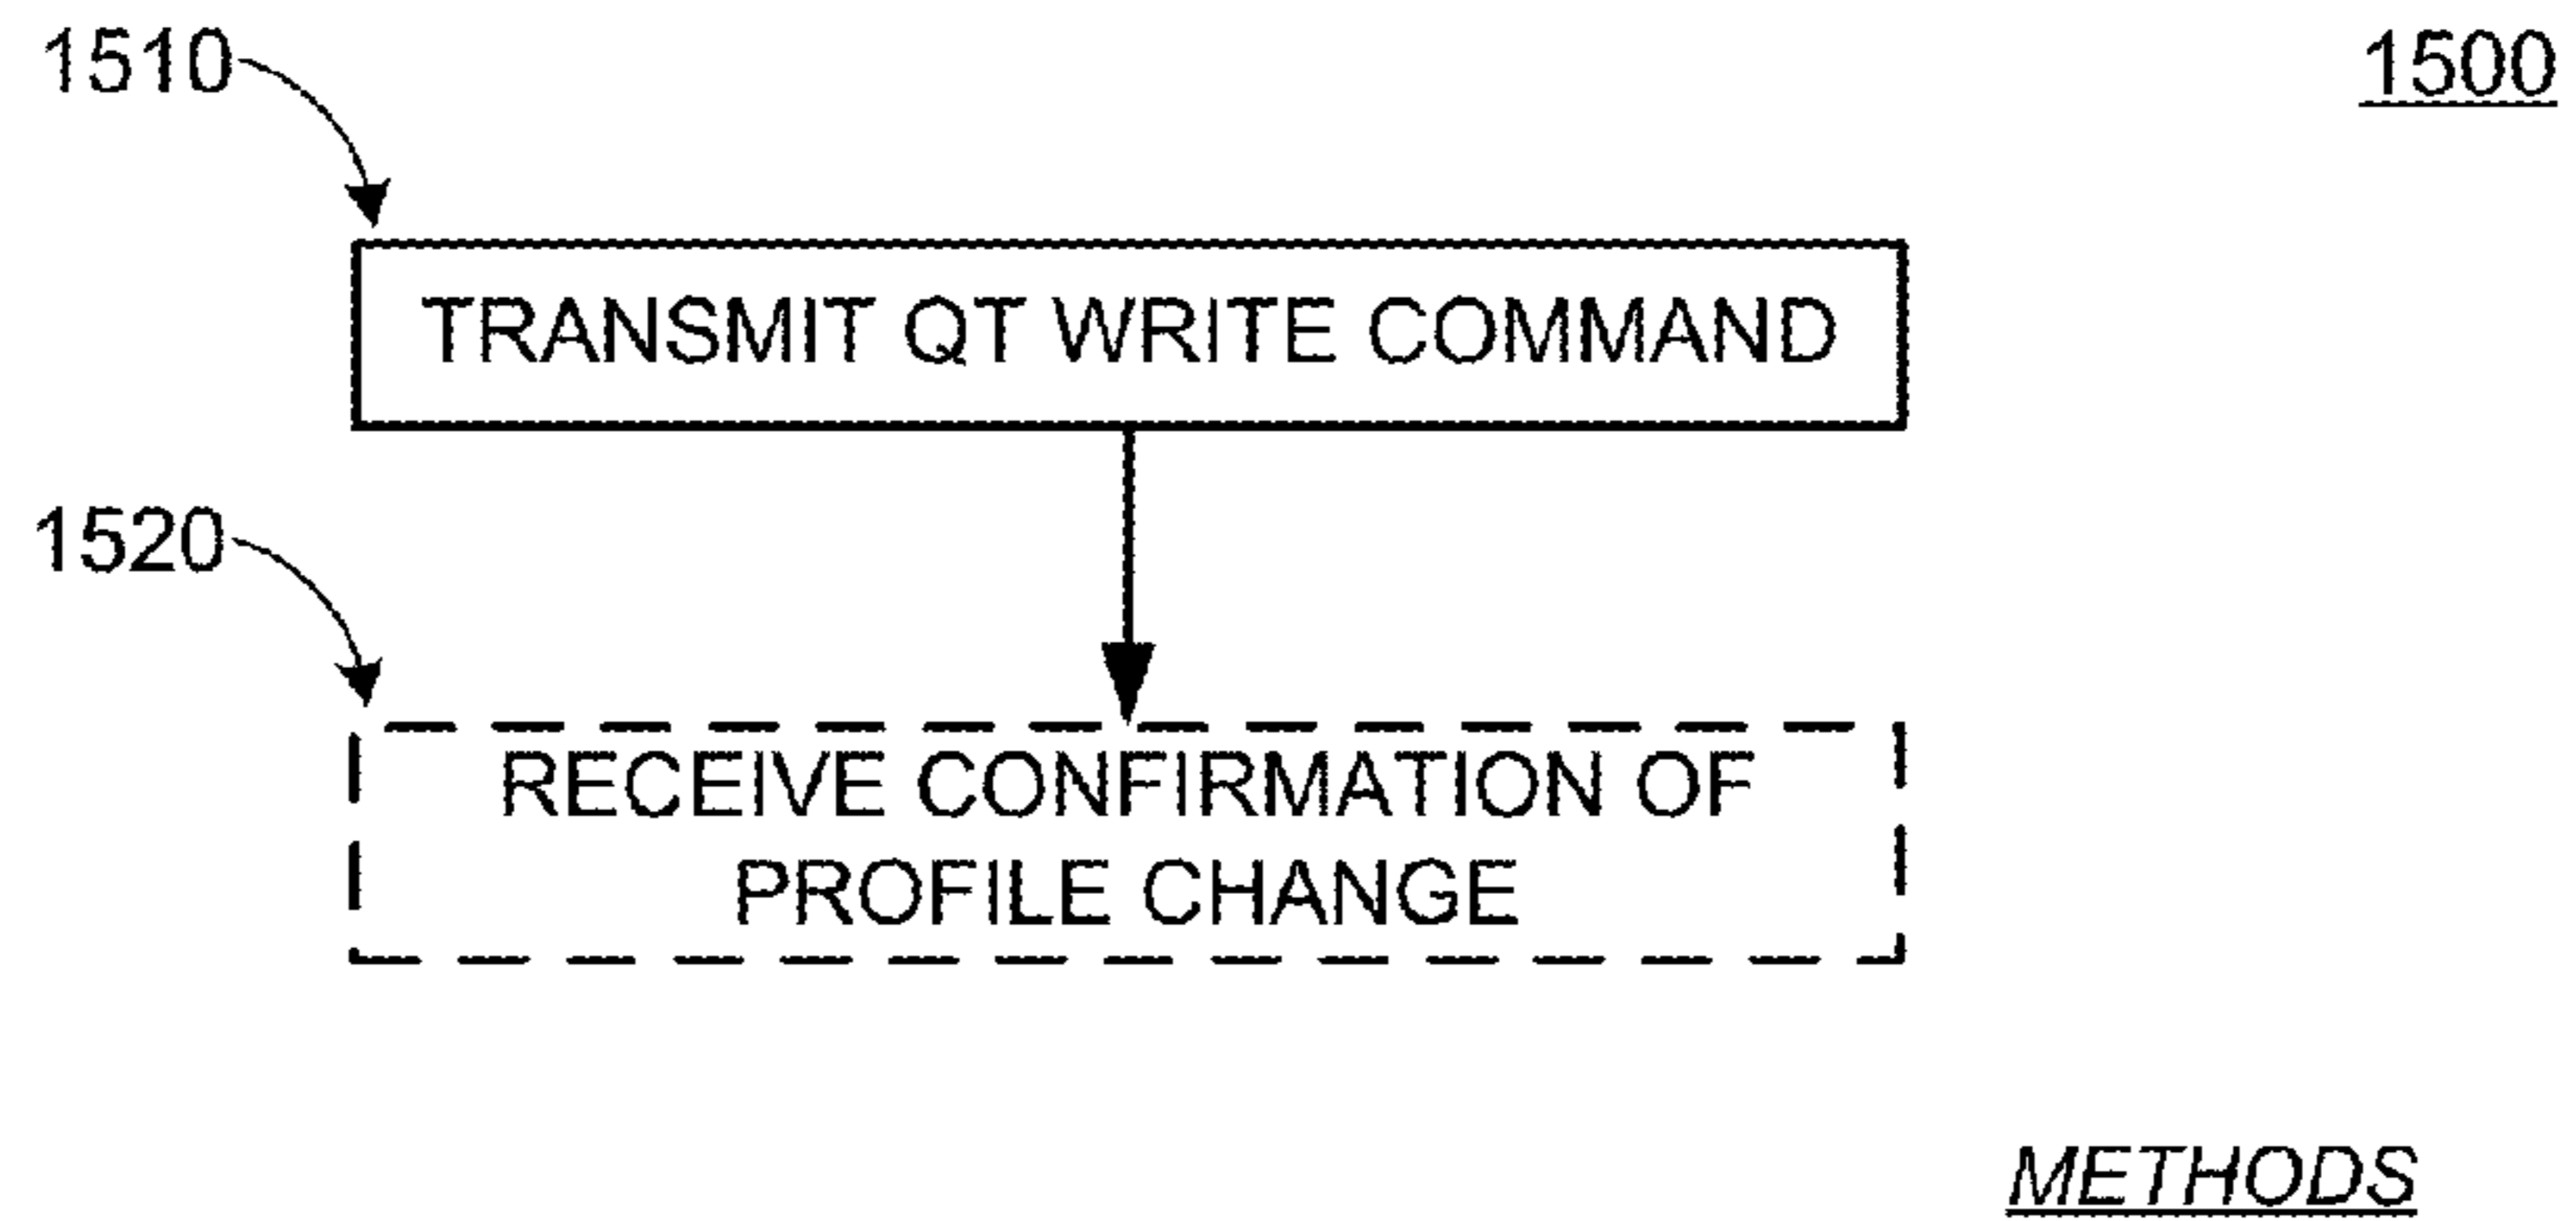 1510
1500
TRANSMIT QT WRITE COMMAND
1520
RECEIVE CONFIRMATION OF
PROFILE CHANGE
METHODS